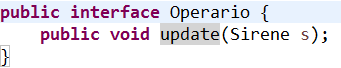 public interface Operario {
    public void update(Sirene s);
}